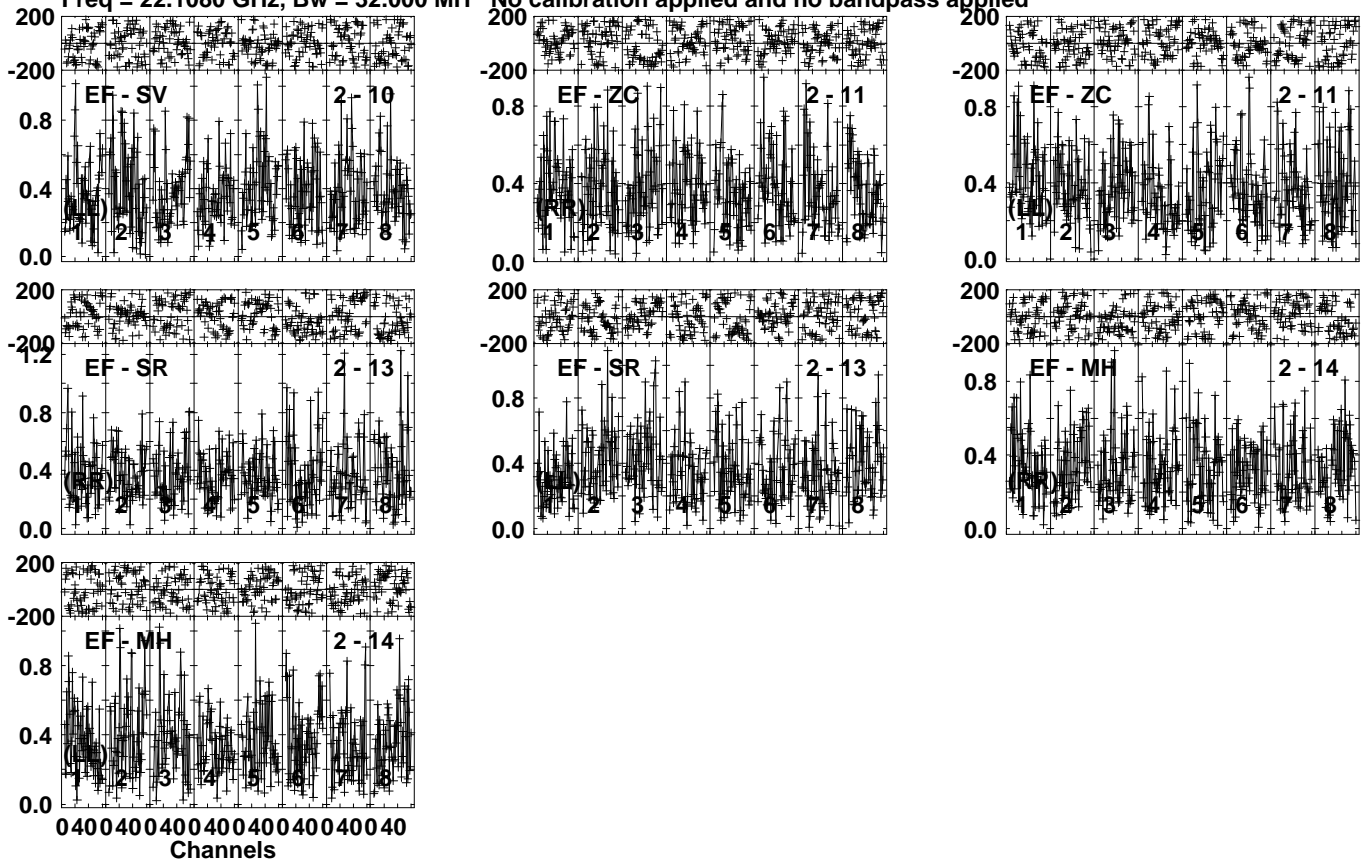 Freq = 22.1080 GHz, Bw = 32.000 MH No calibration applied and no bandpass applied
200 200 200
-200 -200 -200
EF - SV 2 - 10 EF - ZC 2 - 11 EF - ZC 2 - 11
0.8 0.8 0.8
0.4 0.4 0.4
(LL) (RR) (LL)
1 2 3 4 5 6 7 8 1 2 3 4 5 6 7 8 1 2 3 4 5 6 7 8
0.0 0.0 0.0
200 200 200
-200 -200 -200
1.2
EF - SR 2 - 13 EF - SR 2 - 13 EF - MH 2 - 14
0.8 0.8 0.8
0.4 0.4 0.4
(RR) (LL) (RR)
1 2 3 4 5 6 7 8 1 2 3 4 5 6 7 8 1 2 3 4 5 6 7 8
0.0 0.0 0.0
200
-200
EF - MH 2 - 14
0.8
0.4
(LL)
1 2 3 4 5 6 7 8
0.0
0 40 0 40 0 40 0 40 0 40 0 40 0 40 0 40
Channels